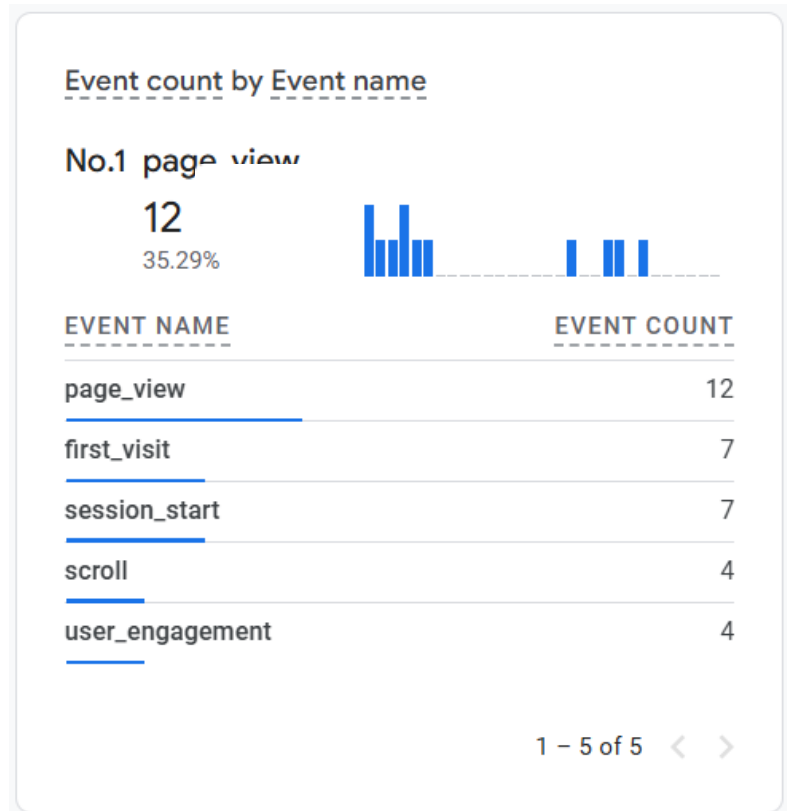 Event count by Event name
No.1 page_view
12
35.29%
EVENT NAME EVENT COUNT
page_view 12
first_visit 7
session_start 7
scroll 4
user_engagement 4
1 – 5 of 5